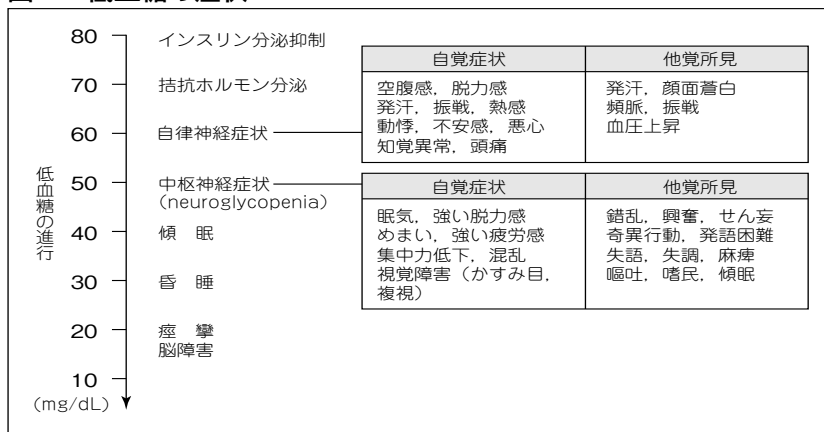 80 インスリン分泌抑制
70 拮抗ホルモン分泌
60 自律神経症状
50 中枢神経症状
(neuroglycopenia)
40 傾眠
30 昏 睡
20 痙 攣
脳障害
10
(mg/dL)
低血糖の進行
自覚症状
空腹感，脱力感
発汗，振戦，熱感
動悸，不安感，悪心
知覚異常，頭痛
他覚所見
発汗，顔面蒼白
頻脈，振戦
血圧上昇
自覚症状
眠気，強い脱力感
めまい，強い疲労感
集中力低下，混乱
視覚障害（かすみ目，
複視）
他覚所見
錯乱，興奮，せん妄
奇異行動，発語困難
失語，失調，麻痺
嘔吐，嗜民，傾眠